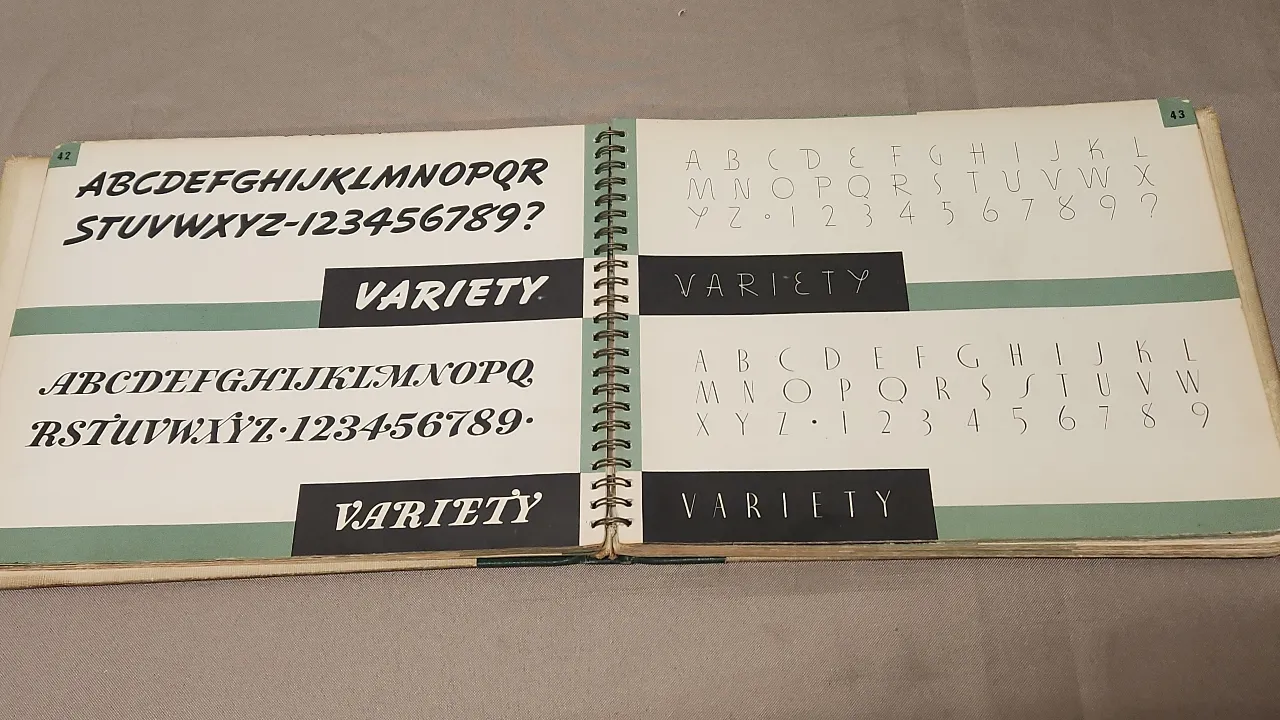 42
ABCDEFGHIJKLMNOPQR
STUVWXYZ-123456789?
VARIETY
ABCDEFGHIJKLMNOPQ
RSTUVWXYZ·123456789·
VARIETY
43
A B C D E F G H I J K L
M N O P Q R S T U V W X
Y Z ∘ 1 2 3 4 5 6 7 8 9 ?
VARIETY
A B C D E F G H I J K L
M N O P Q R S S T U V W
X Y Z · 1 2 3 4 5 6 7 8 9
VARIETY